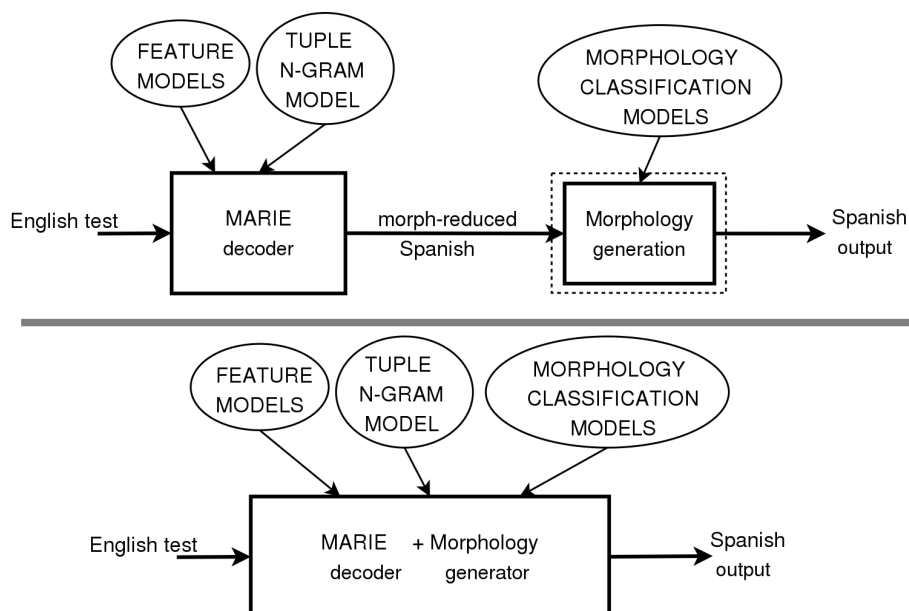 FEATURE
MODELS
TUPLE
N-GRAM
MODEL
MORPHOLOGY
CLASSIFICATION
MODELS
English test
MARIE
decoder
morph-reduced
Spanish
Morphology
generation
Spanish
output
FEATURE
MODELS
TUPLE
N-GRAM
MODEL
MORPHOLOGY
CLASSIFICATION
MODELS
English test
MARIE + Morphology
decoder generator
Spanish
output